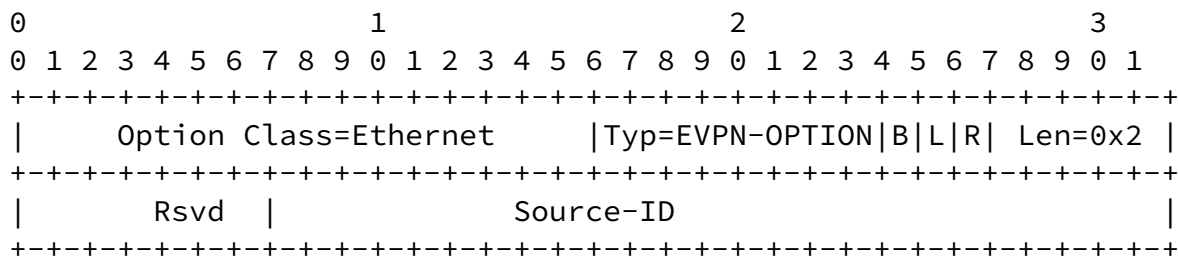 0                   1                   2                   3
0 1 2 3 4 5 6 7 8 9 0 1 2 3 4 5 6 7 8 9 0 1 2 3 4 5 6 7 8 9 0 1
+-+-+-+-+-+-+-+-+-+-+-+-+-+-+-+-+-+-+-+-+-+-+-+-+-+-+-+-+-+-+-+-+
|     Option Class=Ethernet     |Typ=EVPN-OPTION|B|L|R| Len=0x2 |
+-+-+-+-+-+-+-+-+-+-+-+-+-+-+-+-+-+-+-+-+-+-+-+-+-+-+-+-+-+-+-+-+
|       Rsvd  |             Source-ID                           |
+-+-+-+-+-+-+-+-+-+-+-+-+-+-+-+-+-+-+-+-+-+-+-+-+-+-+-+-+-+-+-+-+